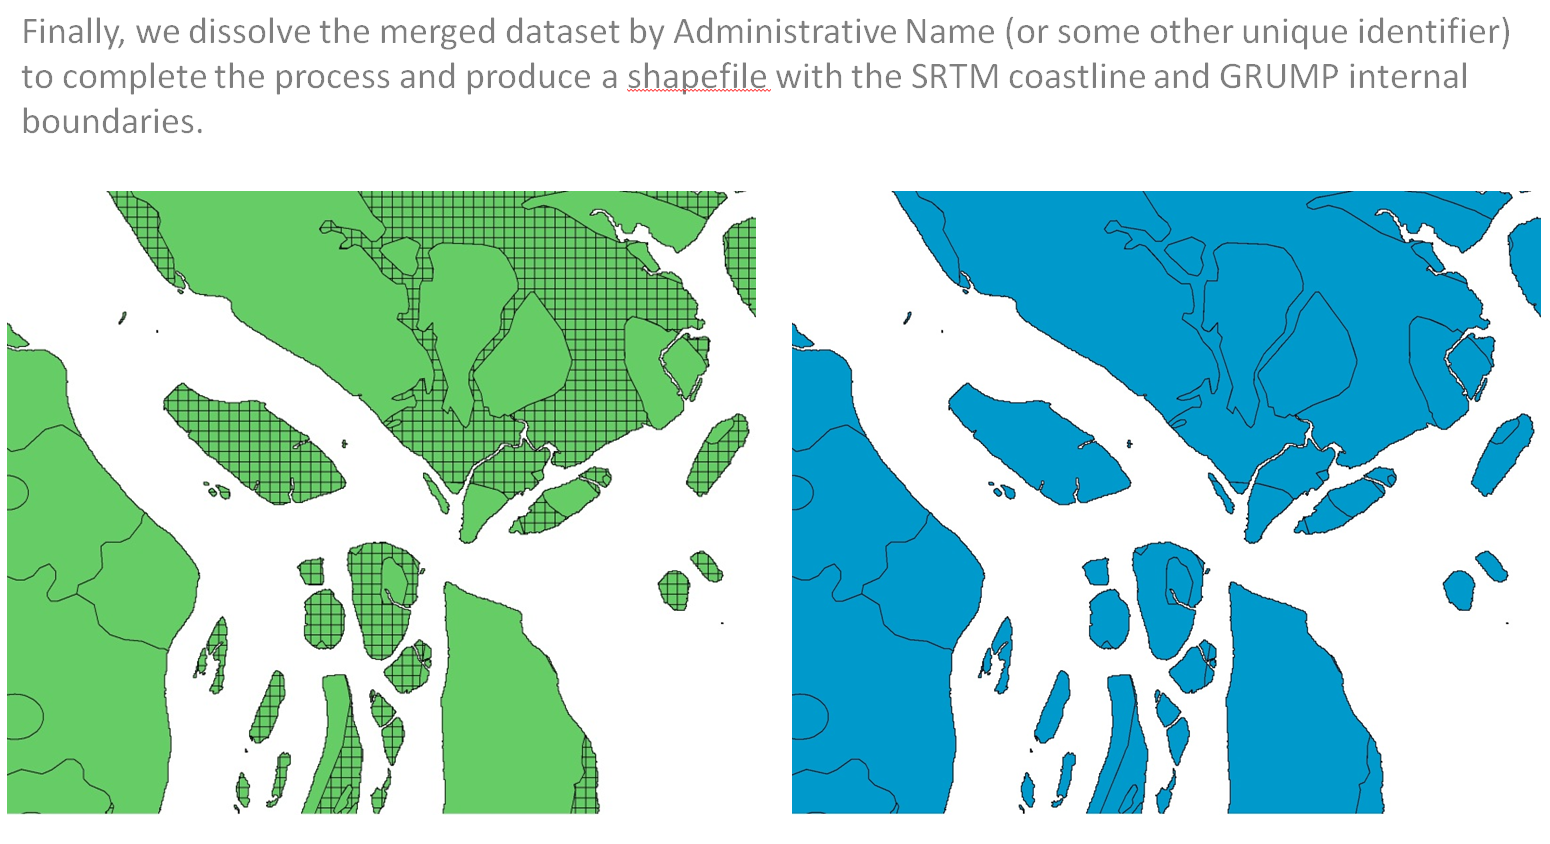 Finally, we dissolve the merged dataset by Administrative Name (or some other unique identifier)
to complete the process and produce a shapefile with the SRTM coastline and GRUMP internal
boundaries.